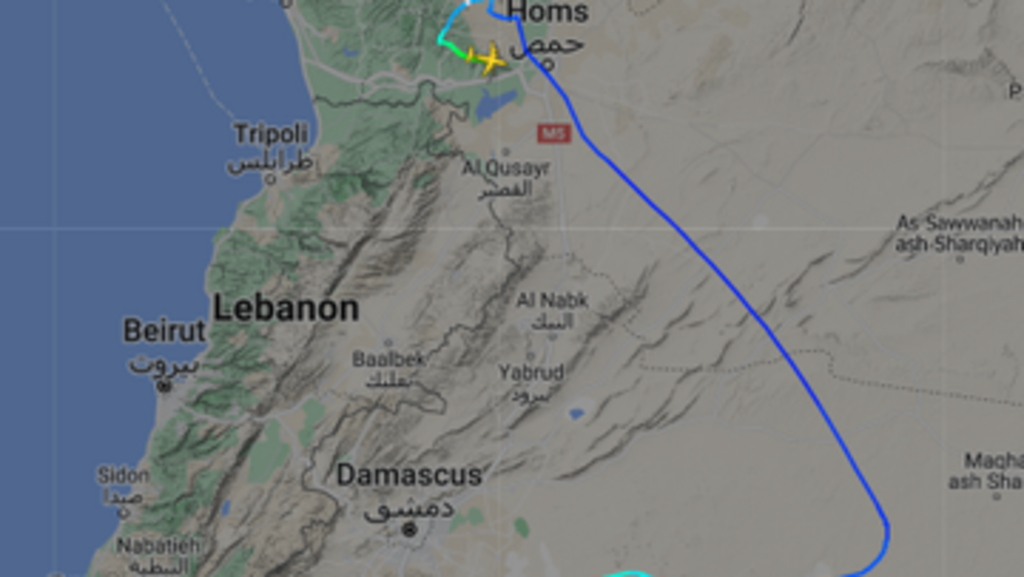 Homs
حمص
M5
Tripoli
طرابلس
Al Qusayr
القصير
As Sawwanah
ash-Sharqiyah
Lebanon
Al Nabk
النبك
Beirut
بيروت
Baalbek
بعلبك
Yabrud
يبرود
Damascus
دمشق
Sidon
صيدا
Maqha
ash Sha
Nabatieh
النبطية